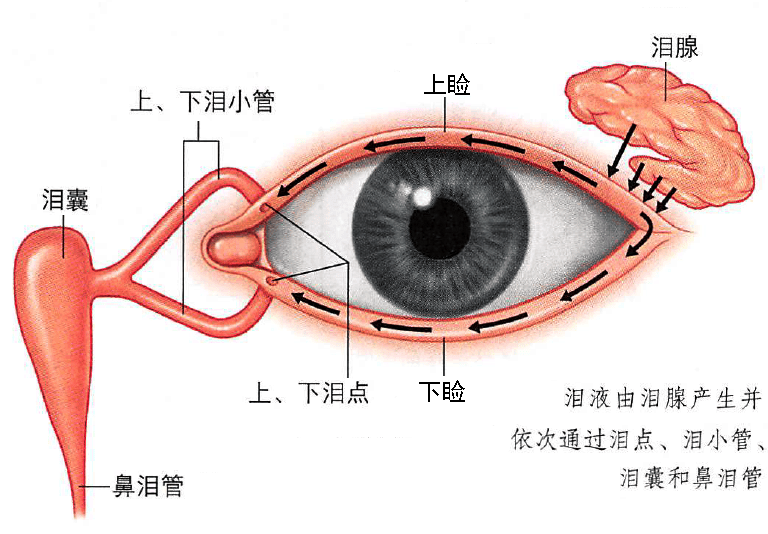 泪腺
上睑
上、下泪小管
泪囊
上、下泪点
下睑
泪液由泪腺产生并
依次通过泪点、泪小管、
泪囊和鼻泪管
鼻泪管